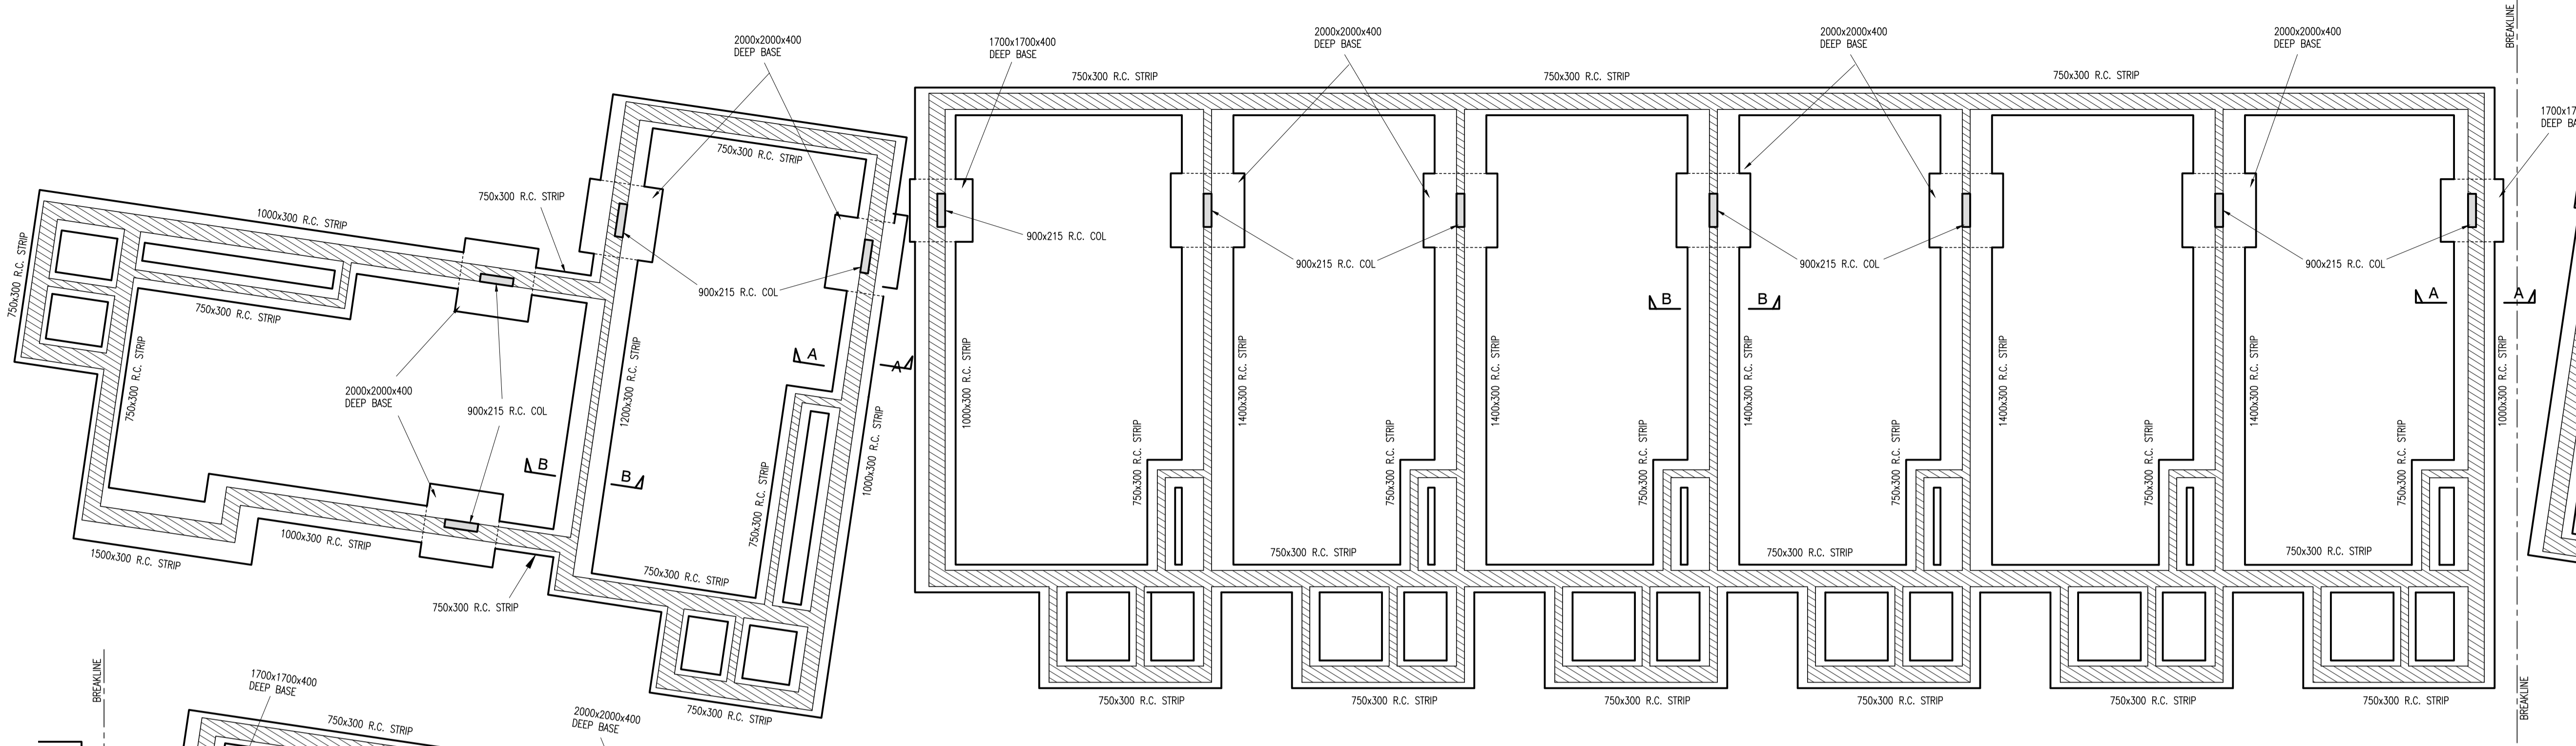 BREAKLINE
2000x2000x400
DEEP BASE
1700x1700x400
DEEP BASE
2000x2000x400
DEEP BASE
2000x2000x400
DEEP BASE
2000x2000x400
DEEP BASE
750x300 R.C. STRIP
750x300 R.C. STRIP
750x300 R.C. STRIP
1700x17
DEEP BA
750x300 R.C. STRIP
750x300 R.C. STRIP
1000x300 R.C. STRIP
750x300 R.C. STRIP
900x215 R.C. COL
900x215 R.C. COL
900x215 R.C. COL
900x215 R.C. COL
900x215 R.C. COL
750x300 R.C. STRIP
B
B
A
A
A
A
750x300 R.C. STRIP
1200x300 R.C. STRIP
1000x300 R.C. STRIP
1400x300 R.C. STRIP
1400x300 R.C. STRIP
1400x300 R.C. STRIP
1400x300 R.C. STRIP
1400x300 R.C. STRIP
1000x300 R.C. STRIP
2000x2000x400
DEEP BASE
900x215 R.C. COL
1000x300 R.C. STRIP
B
B
750x300 R.C. STRIP
750x300 R.C. STRIP
750x300 R.C. STRIP
750x300 R.C. STRIP
750x300 R.C. STRIP
750x300 R.C. STRIP
750x300 R.C. STRIP
1000x300 R.C. STRIP
1500x300 R.C. STRIP
750x300 R.C. STRIP
750x300 R.C. STRIP
750x300 R.C. STRIP
750x300 R.C. STRIP
750x300 R.C. STRIP
BREAKLINE
1700x1700x400
DEEP BASE
750x300 R.C. STRIP
2000x2000x400
DEEP BASE
750x300 R.C. STRIP
750x300 R.C. STRIP
750x300 R.C. STRIP
750x300 R.C. STRIP
750x300 R.C. STRIP
750x300 R.C. STRIP
750x300 R.C. STRIP
BREAKLINE